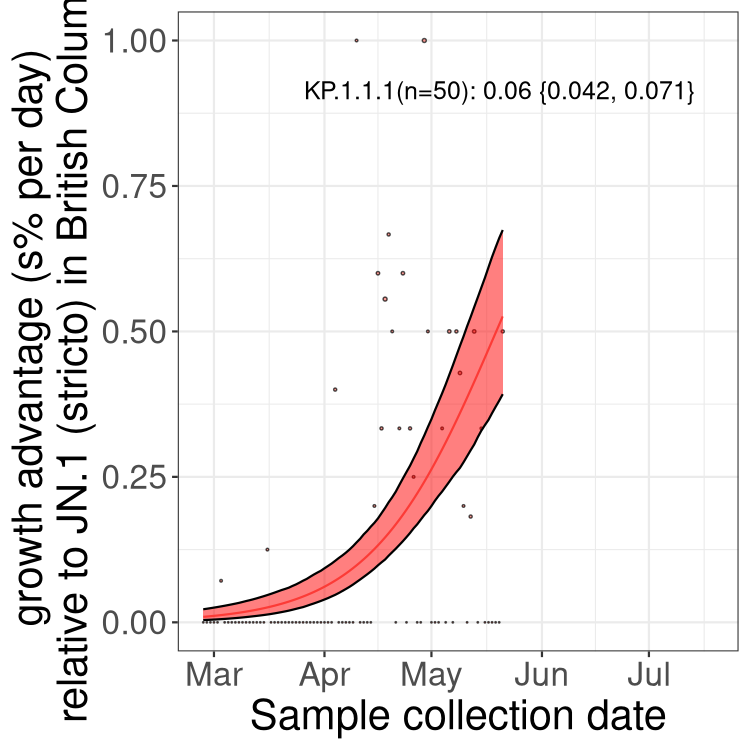 growth advantage (s% per day)
relative to JN.1 (stricto) in British Colum
1.00
0.75
0.50
0.25
0.00
KP.1.1.1(n=50): 0.06 {0.042, 0.071}
Mar Apr May Jun Jul
Sample collection date